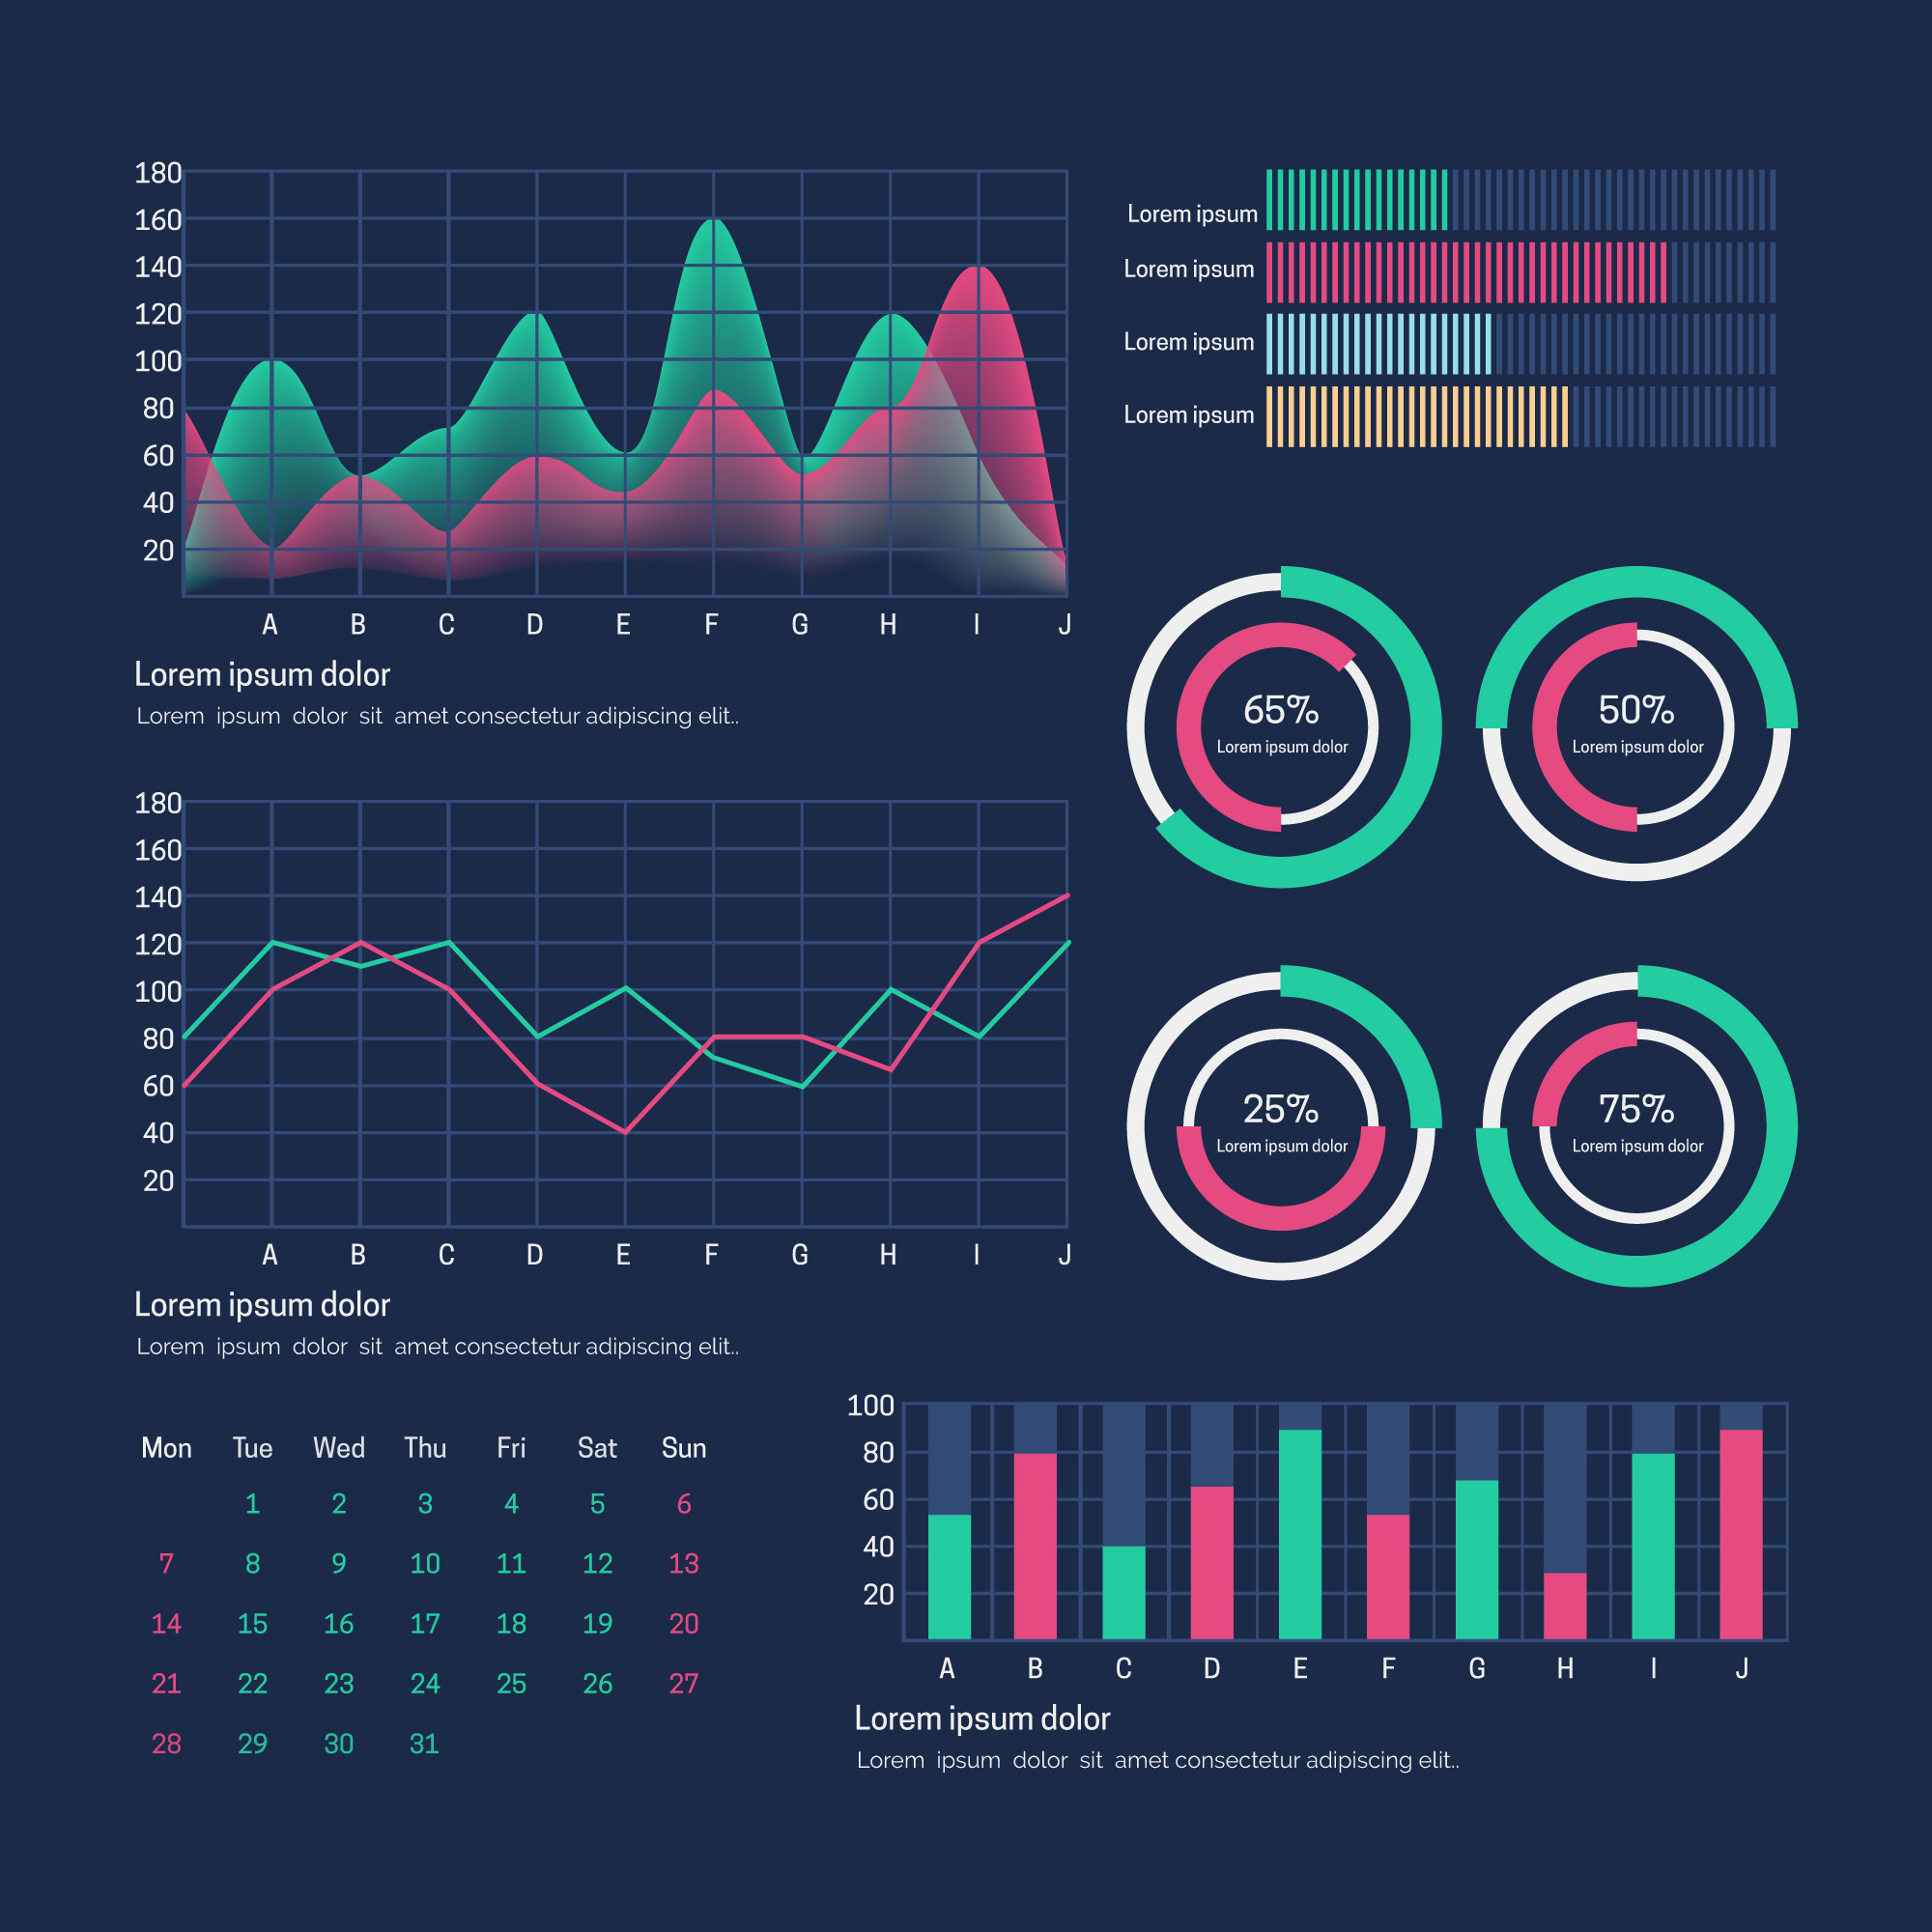 180
160
140
120
100
80
60
40
20
A B C D E F G H I J
Lorem ipsum dolor
Lorem ipsum dolor sit amet consectetur adipiscing elit..
Lorem ipsum
Lorem ipsum
Lorem ipsum
Lorem ipsum
65%
Lorem ipsum dolor
50%
Lorem ipsum dolor
25%
Lorem ipsum dolor
75%
Lorem ipsum dolor
180
160
140
120
100
80
60
40
20
A B C D E F G H I J
Lorem ipsum dolor
Lorem ipsum dolor sit amet consectetur adipiscing elit..
Mon Tue Wed Thu Fri Sat Sun
1 2 3 4 5 6
7 8 9 10 11 12 13
14 15 16 17 18 19 20
21 22 23 24 25 26 27
28 29 30 31
100
80
60
40
20
A B C D E F G H I J
Lorem ipsum dolor
Lorem ipsum dolor sit amet consectetur adipiscing elit..